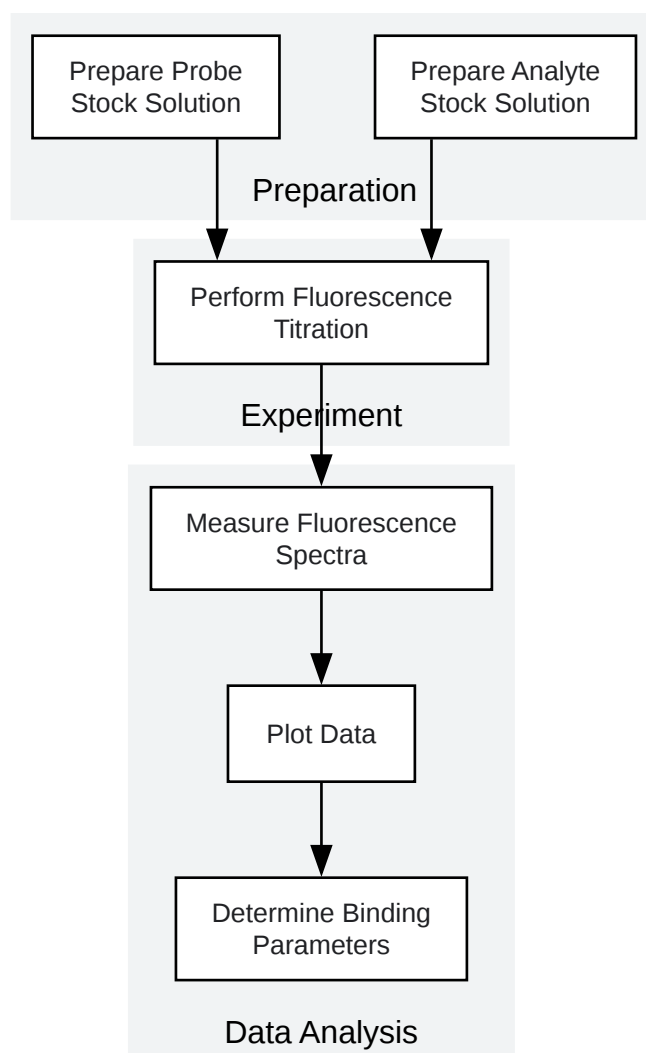 Prepare Probe
Stock Solution
Prepare Analyte
Stock Solution
Preparation
Perform Fluorescence
Titration
Experiment
Measure Fluorescence
Spectra
Plot Data
Determine Binding
Parameters
Data Analysis